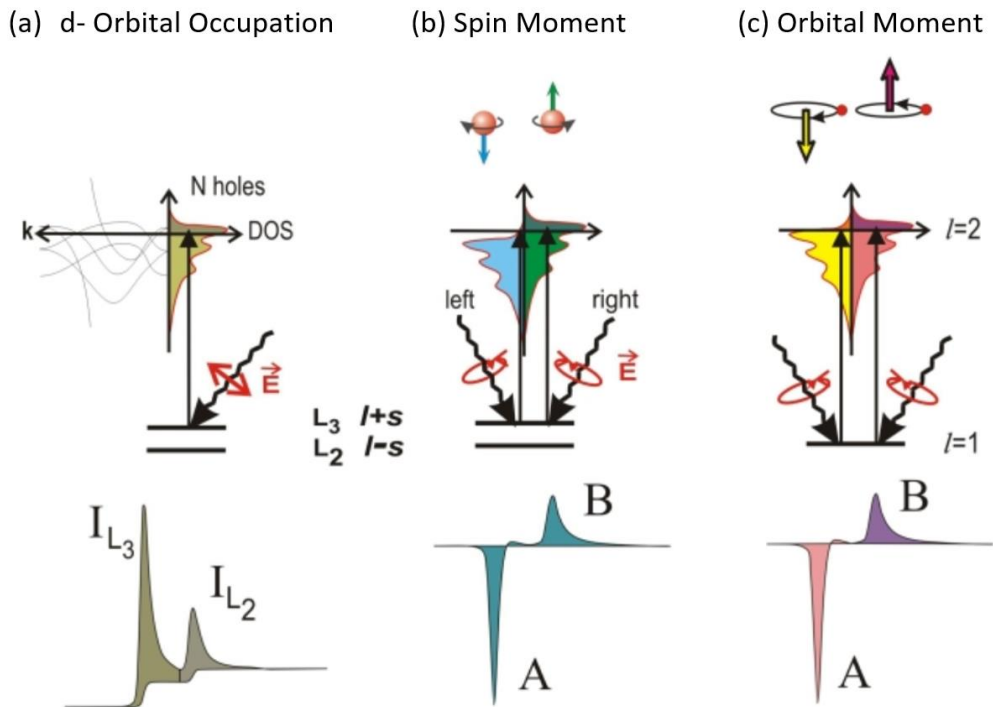 (a) d- Orbital Occupation
(b) Spin Moment
(c) Orbital Moment
N holes
k
DOS
E
L3 l+s
L2 l-s
left
right
E
l=2
l=1
IL3
IL2
B
A
B
A